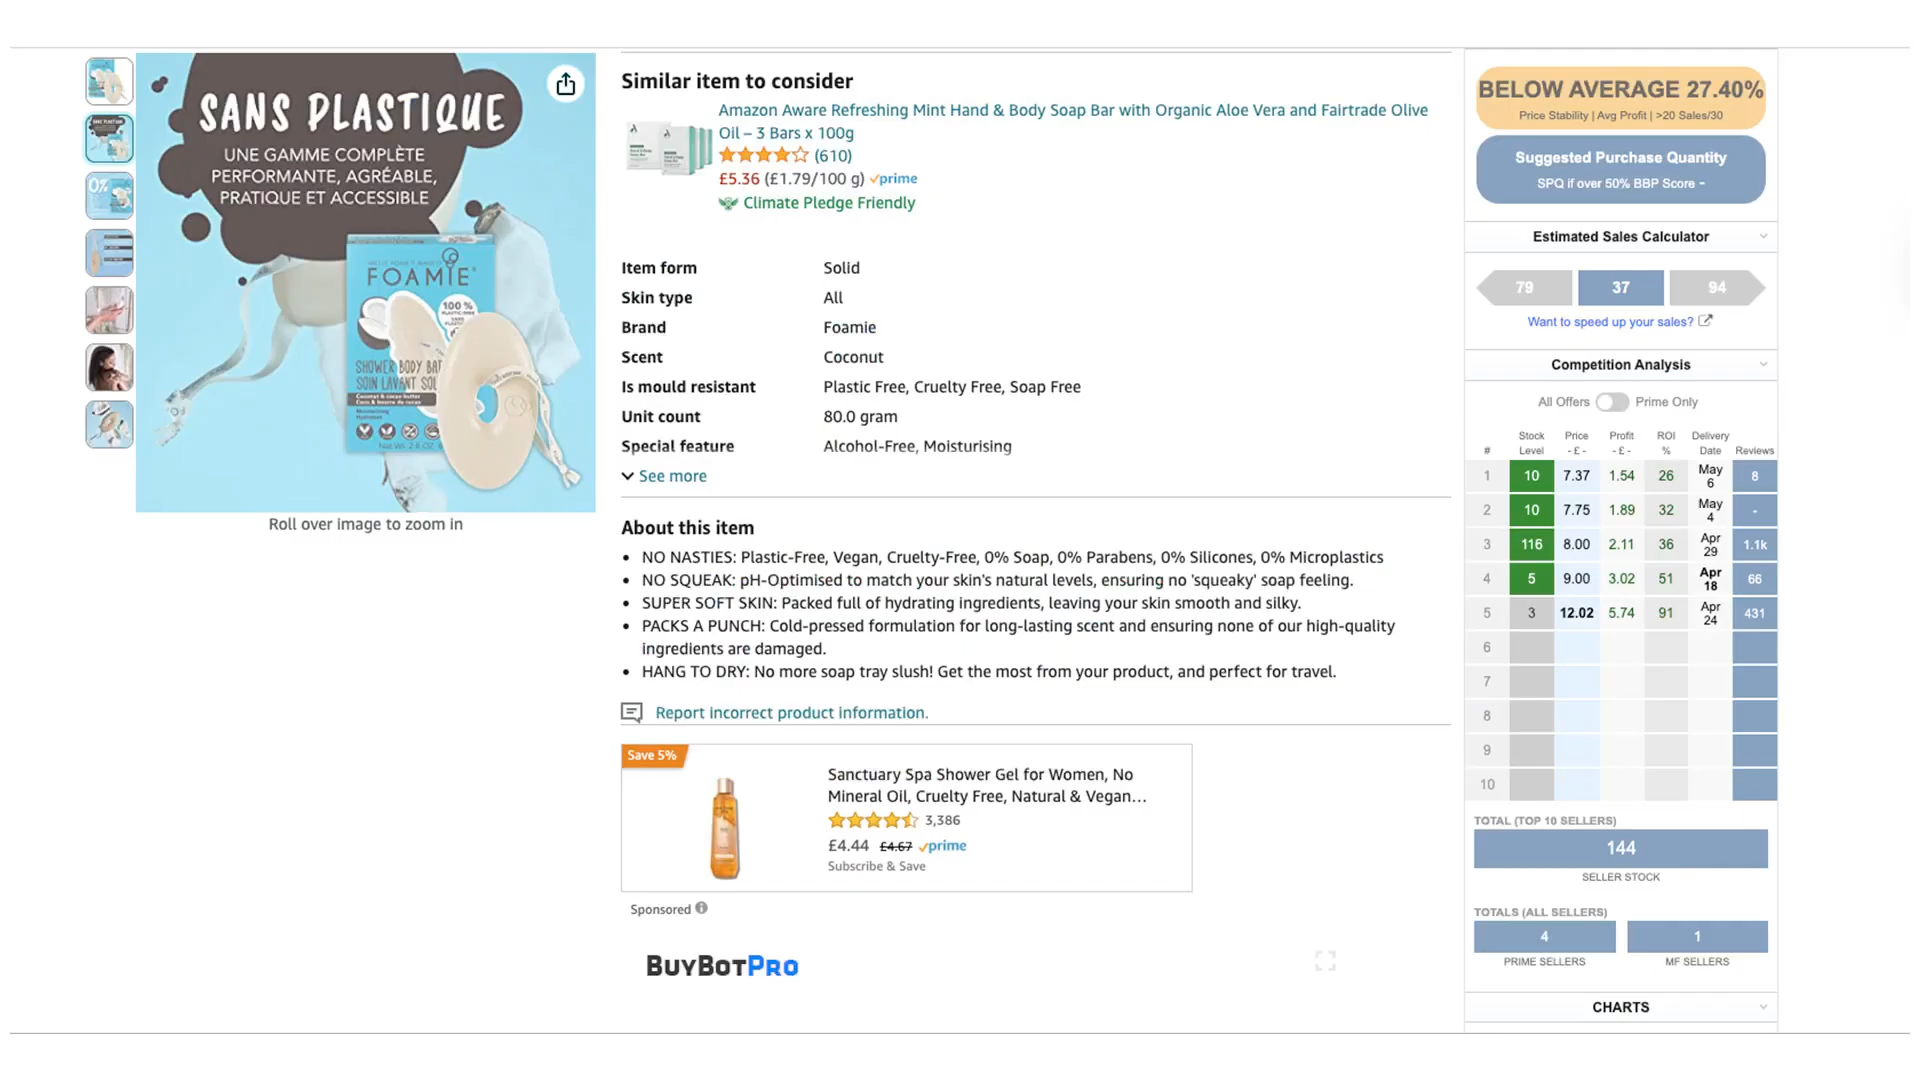 SANS PLASTIQUE
UNE GAMME COMPLÈTE
PERFORMANTE, AGRÉABLE,
PRATIQUE ET ACCESSIBLE
FOAMIE
100 %
SHOWER BODY BAR
SOIN LAVANT SOL
Coconut & cocoa butter
Roll over image to zoom in
0%
Similar item to consider
Amazon Aware Refreshing Mint Hand & Body Soap Bar with Organic Aloe Vera and Fairtrade Olive
Oil – 3 Bars x 100g
(610)
£5.36 (£1.79/100 g) prime
Climate Pledge Friendly
Item form Solid
Skin type All
Brand Foamie
Scent Coconut
Is mould resistant Plastic Free, Cruelty Free, Soap Free
Unit count 80.0 gram
Special feature Alcohol-Free, Moisturising
See more
About this item
NO NASTIES: Plastic-Free, Vegan, Cruelty-Free, 0% Soap, 0% Parabens, 0% Silicones, 0% Microplastics
NO SQUEAK: pH-Optimised to match your skin's natural levels, ensuring no 'squeaky' soap feeling.
SUPER SOFT SKIN: Packed full of hydrating ingredients, leaving your skin smooth and silky.
PACKS A PUNCH: Cold-pressed formulation for long-lasting scent and ensuring none of our high-quality
ingredients are damaged.
HANG TO DRY: No more soap tray slush! Get the most from your product, and perfect for travel.
Report incorrect product information.
Save 5%
Sanctuary Spa Shower Gel for Women, No
Mineral Oil, Cruelty Free, Natural & Vegan…
3,386
£4.44 £4.67 prime
Subscribe & Save
Sponsored
BUYBOTPRO
BELOW AVERAGE 27.40%
Price Stability | Avg Profit | >20 Sales/30
Suggested Purchase Quantity
SPQ if over 50% BBP Score -
Estimated Sales Calculator
79 37 94
Want to speed up your sales?
Competition Analysis
All Offers Prime Only
# Stock Level Price - £ - Profit - £ - ROI % Delivery Date Reviews
1 10 7.37 1.54 26 May 6 8
2 10 7.75 1.89 32 May 4 -
3 116 8.00 2.11 36 Apr 29 1.1k
4 5 9.00 3.02 51 Apr 18 66
5 3 12.02 5.74 91 Apr 24 431
6
7
8
9
10
TOTAL (TOP 10 SELLERS)
144
SELLER STOCK
TOTALS (ALL SELLERS)
4 1
PRIME SELLERS MF SELLERS
CHARTS